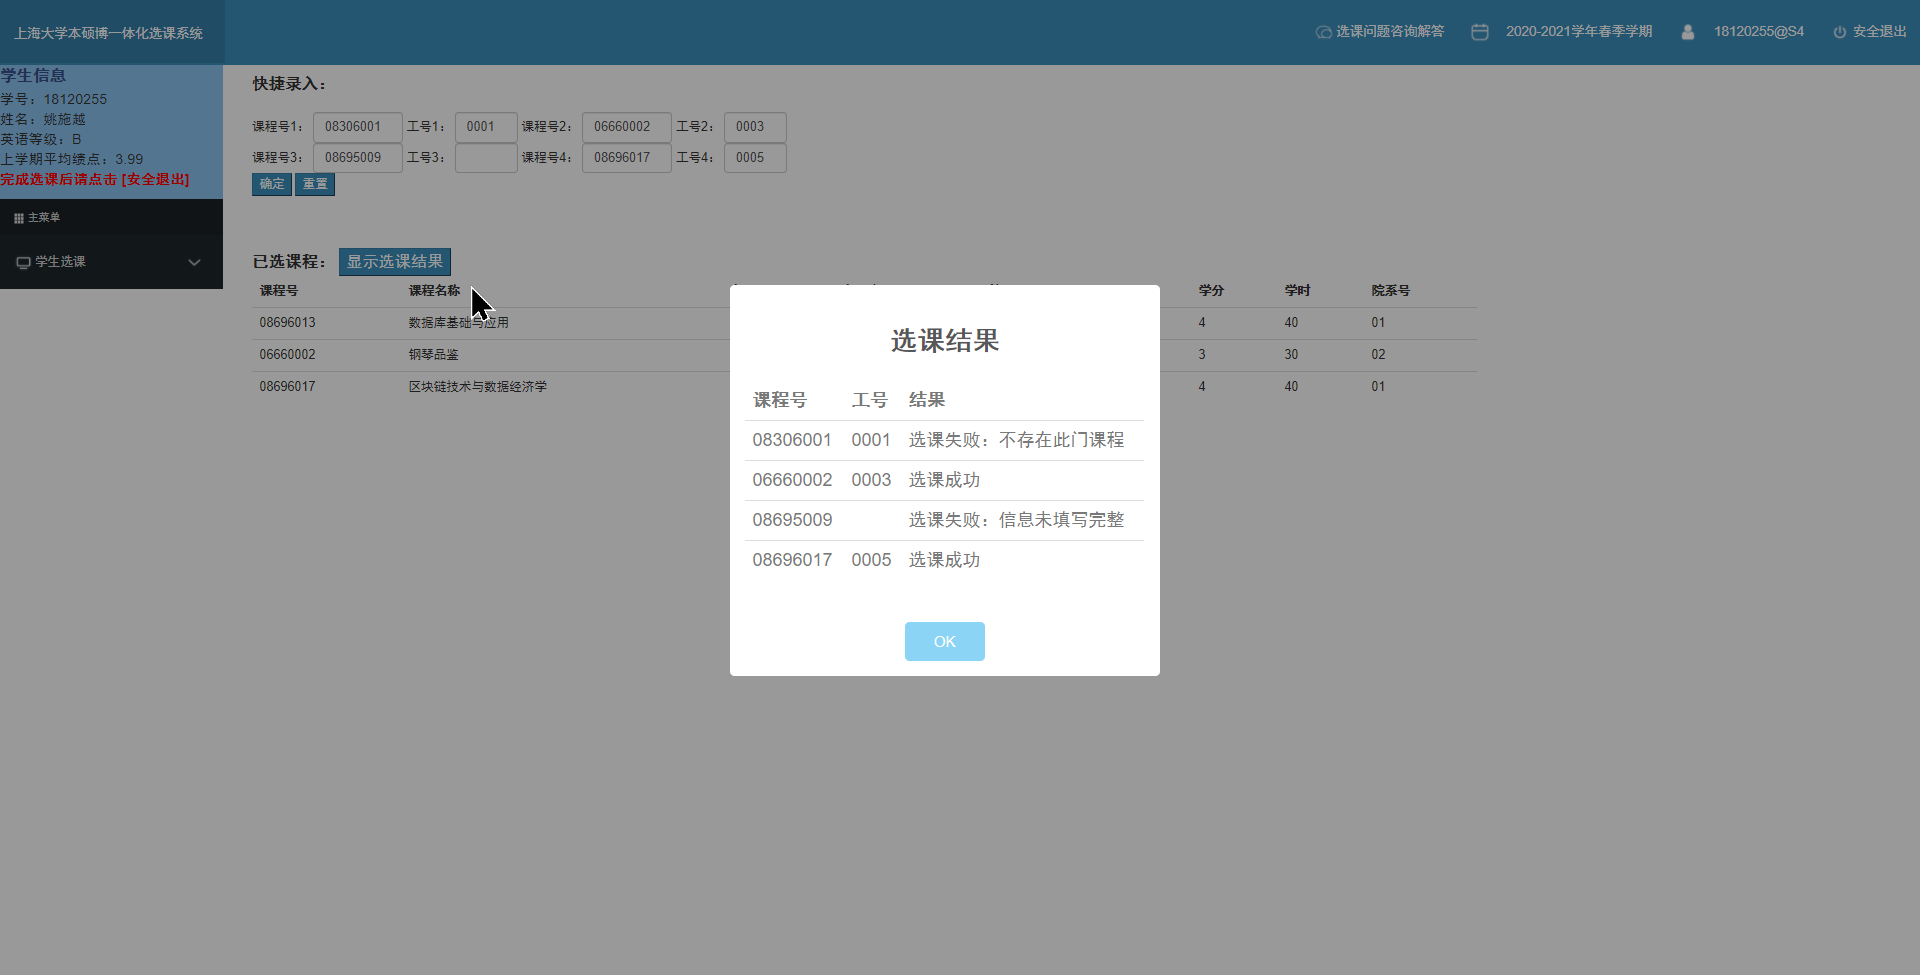 上海大学本硕博一体化选课系统
选课问题咨询解答 2020-2021学年春季学期 18120255@S4 安全退出
学生信息
学号：18120255
姓名：姚施越
英语等级：B
上学期平均绩点：3.99
完成选课后请点击 [安全退出]
主菜单
学生选课
快捷录入：
课程号1： 08306001 工号1： 0001 课程号2： 06660002 工号2： 0003
课程号3： 08695009 工号3： 课程号4： 08696017 工号4： 0005
确定 重置
已选课程： 显示选课结果
课程号 课程名称 学分 学时 院系号
08696013 数据库基础与应用 4 40 01
06660002 钢琴品鉴 3 30 02
08696017 区块链技术与数据经济学 4 40 01
选课结果
课程号 工号 结果
08306001 0001 选课失败：不存在此门课程
06660002 0003 选课成功
08695009 选课失败：信息未填写完整
08696017 0005 选课成功
OK